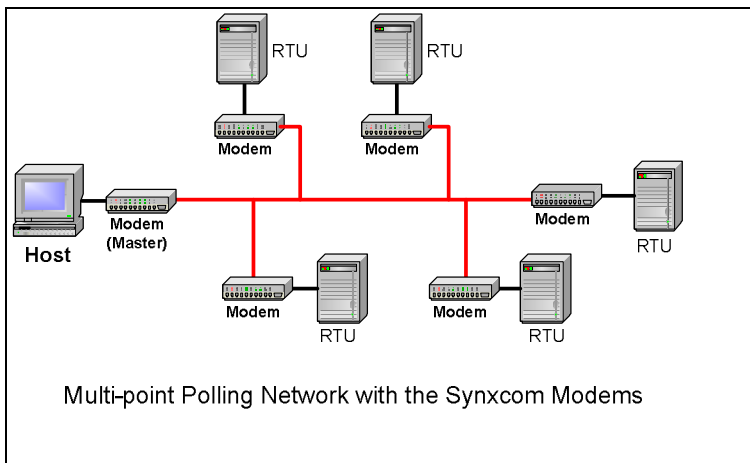 RTU
RTU
Modem
Modem
Host
Modem
(Master)
Modem
RTU
Modem
RTU
Modem
RTU
Multi-point Polling Network with the Synxcom Modems